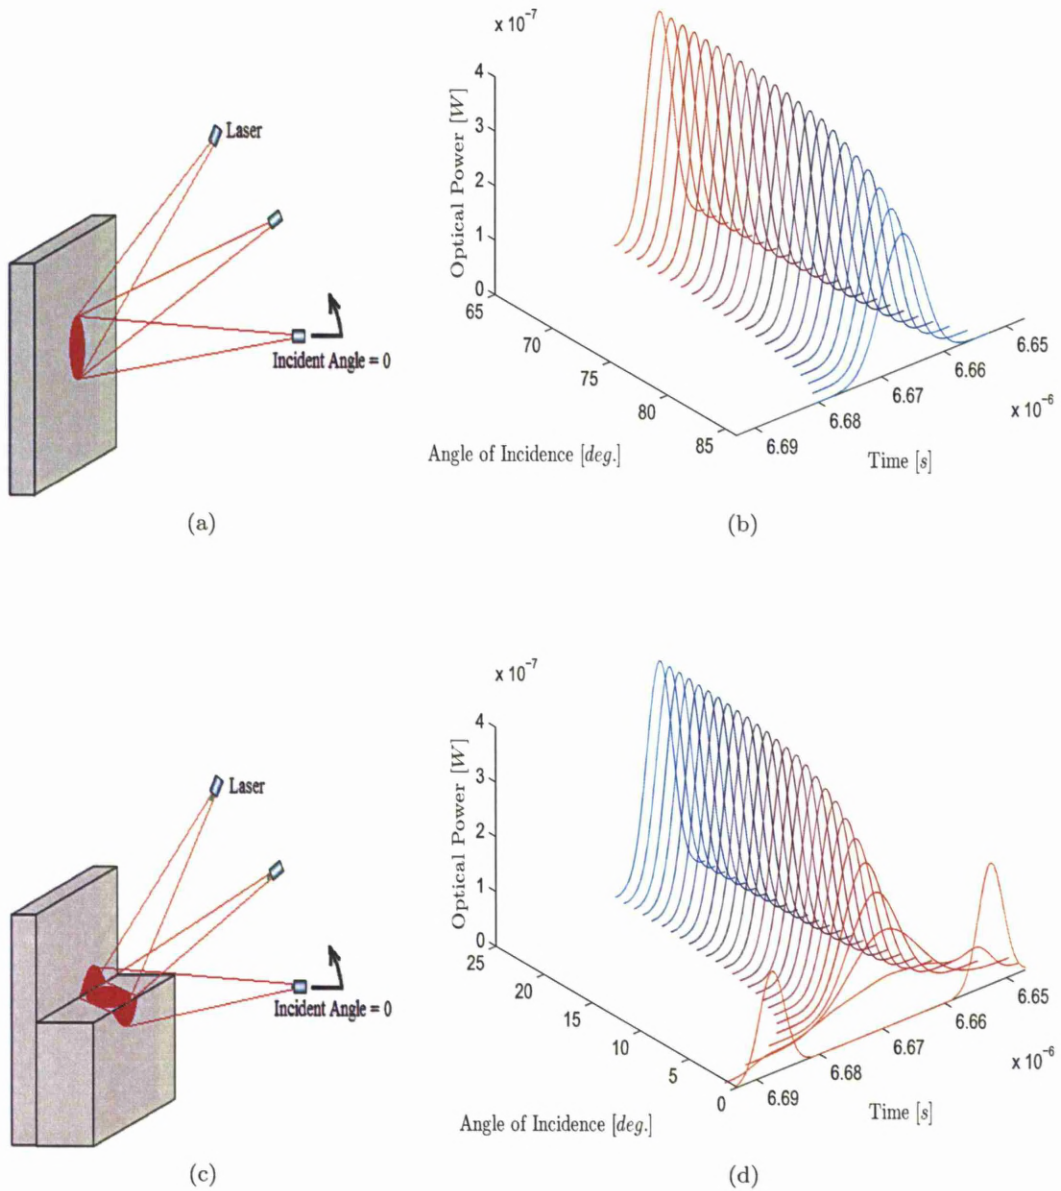 Laser
Incident Angle = 0
(a)
x 10⁻⁷
Optical Power [W]
4
3
2
1
0
65
70
75
80
85
Angle of Incidence [deg.]
6.69
6.68
6.67
6.66
6.65
x 10⁻⁶
Time [s]
(b)
Laser
Incident Angle = 0
(c)
x 10⁻⁷
Optical Power [W]
4
3
2
1
0
25
20
15
10
5
0
Angle of Incidence [deg.]
6.69
6.68
6.67
6.66
6.65
x 10⁻⁶
Time [s]
(d)